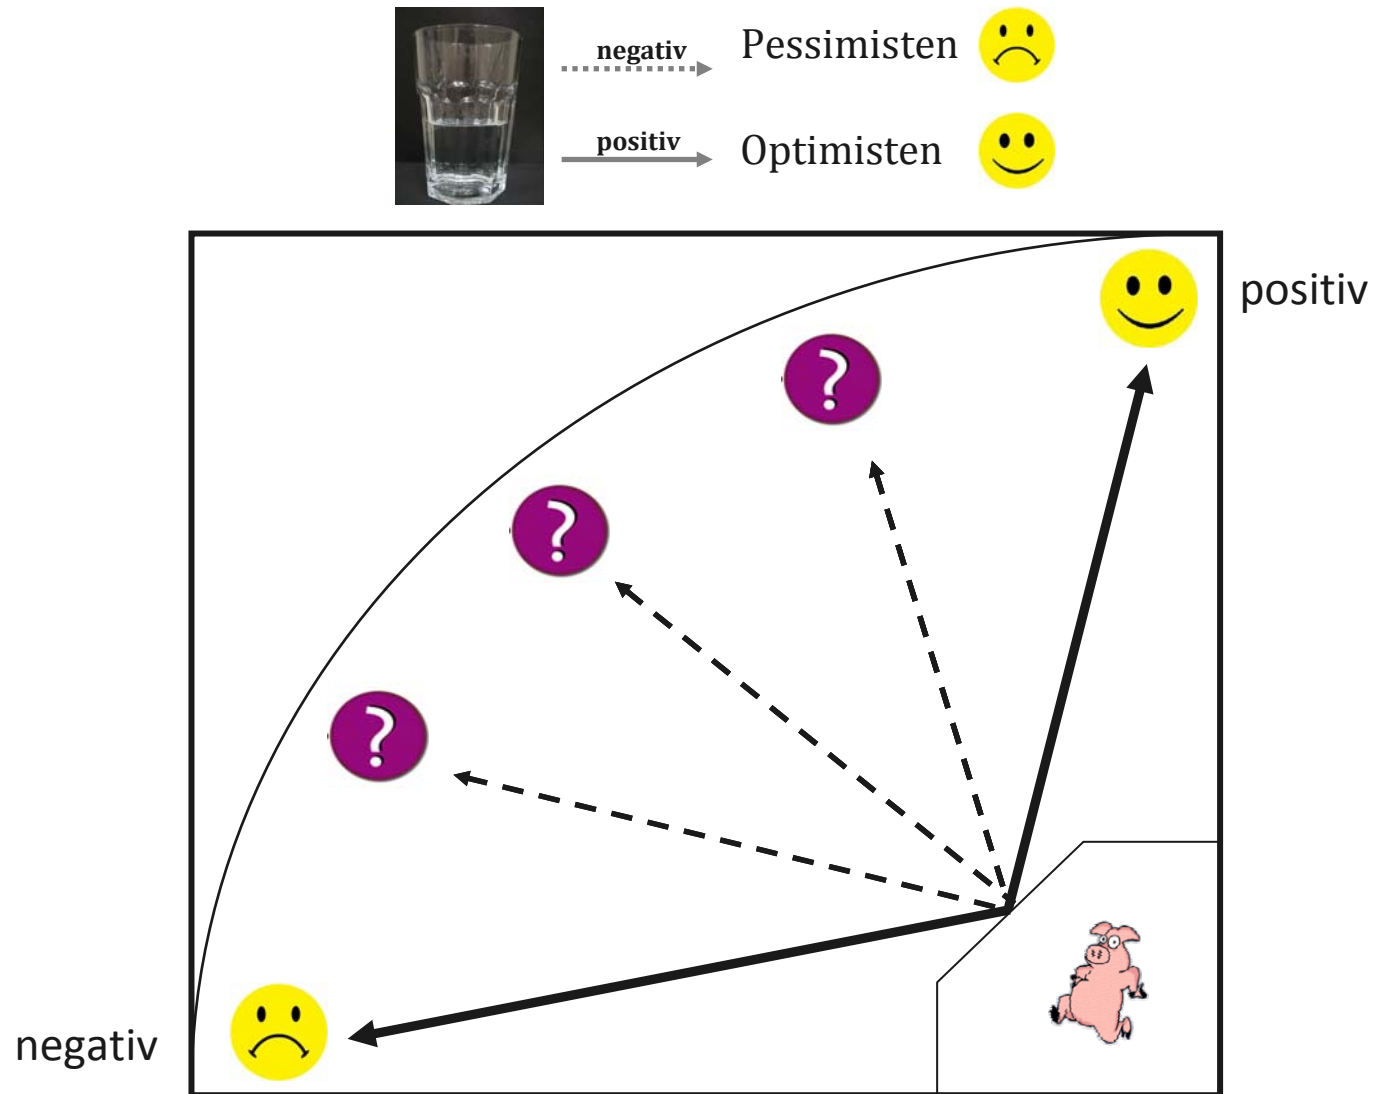 negativ
Pessimisten
positiv
Optimisten
positiv
?
?
?
negativ